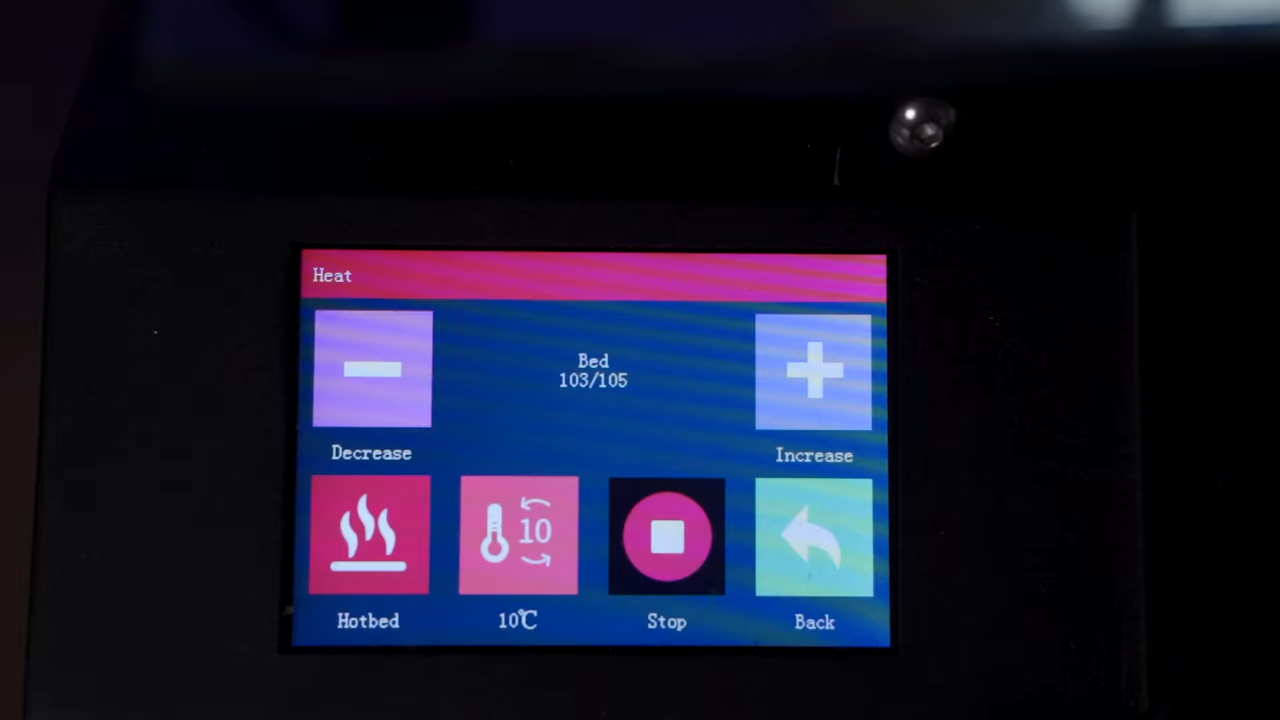 Heat
Bed
103/105
Decrease
Increase
10
Hotbed
10℃
Stop
Back